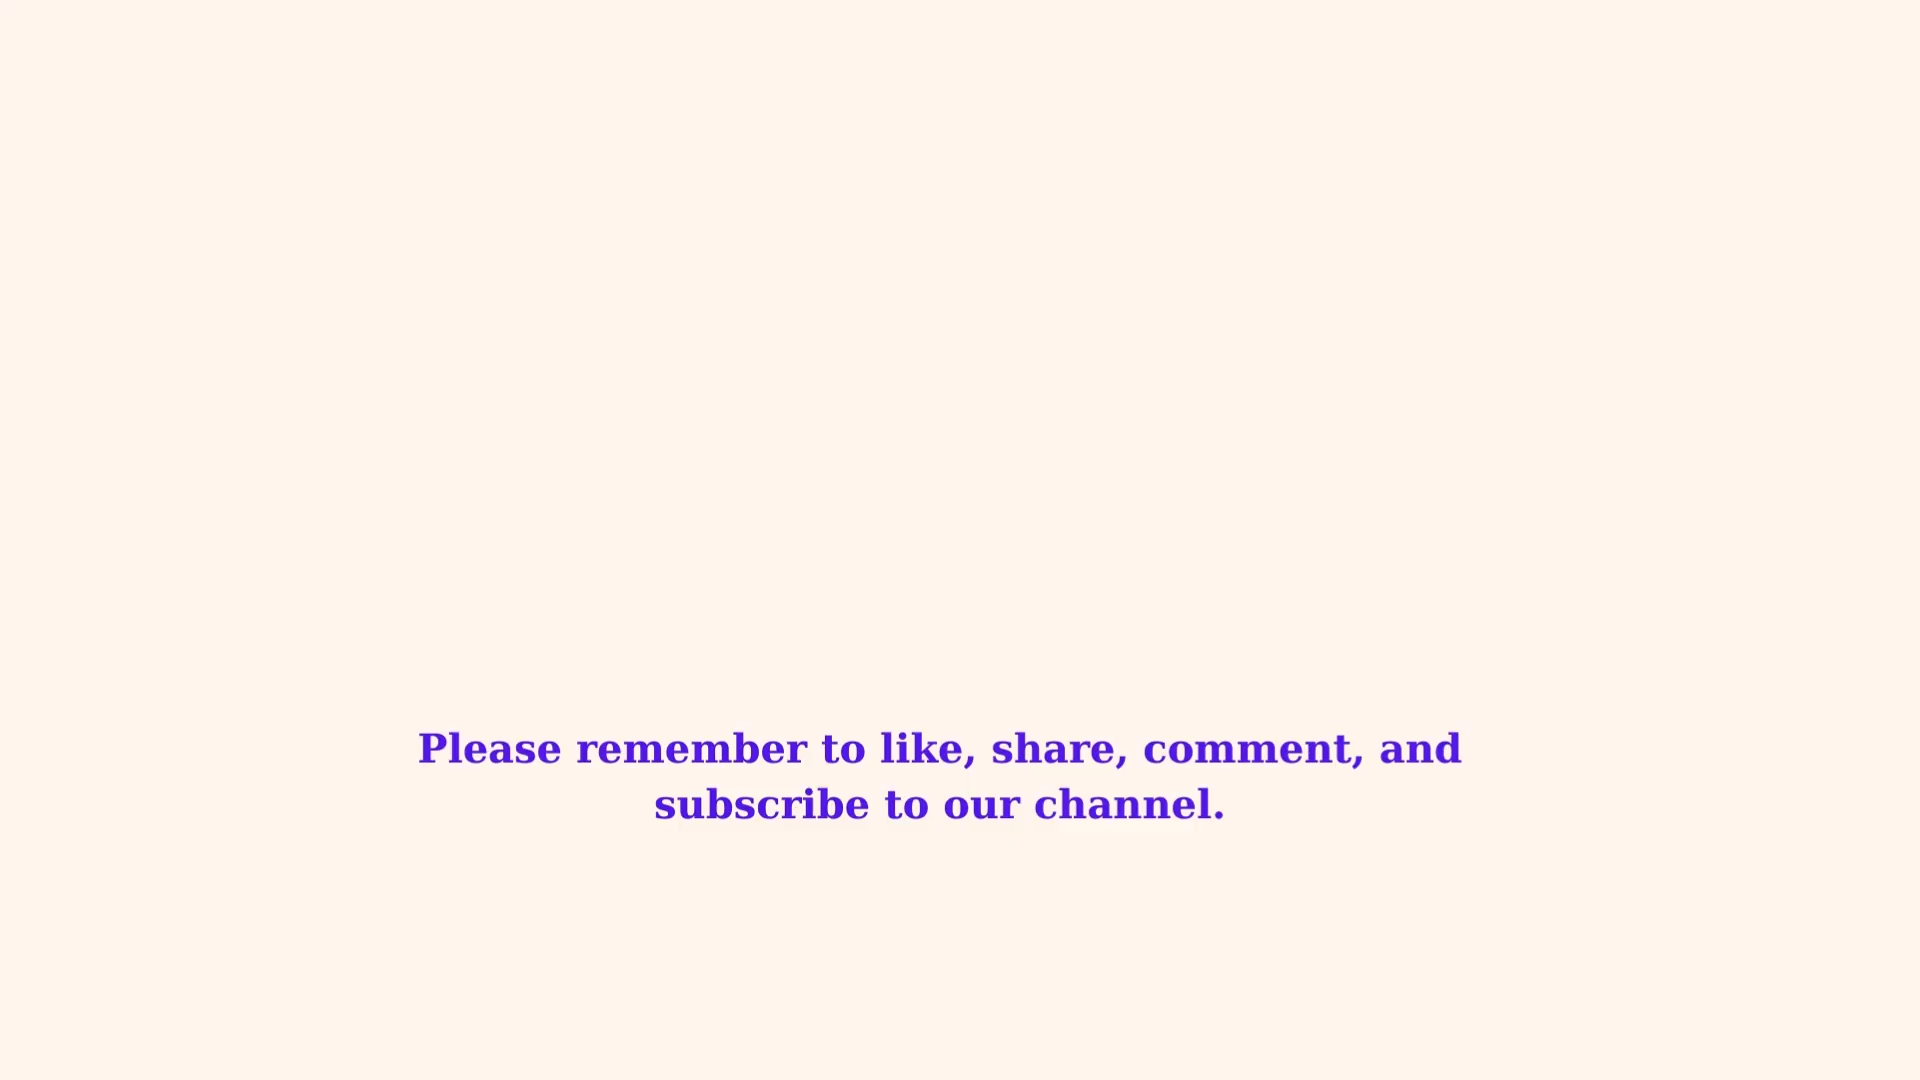 Please remember to like, share, comment, and
subscribe to our channel.